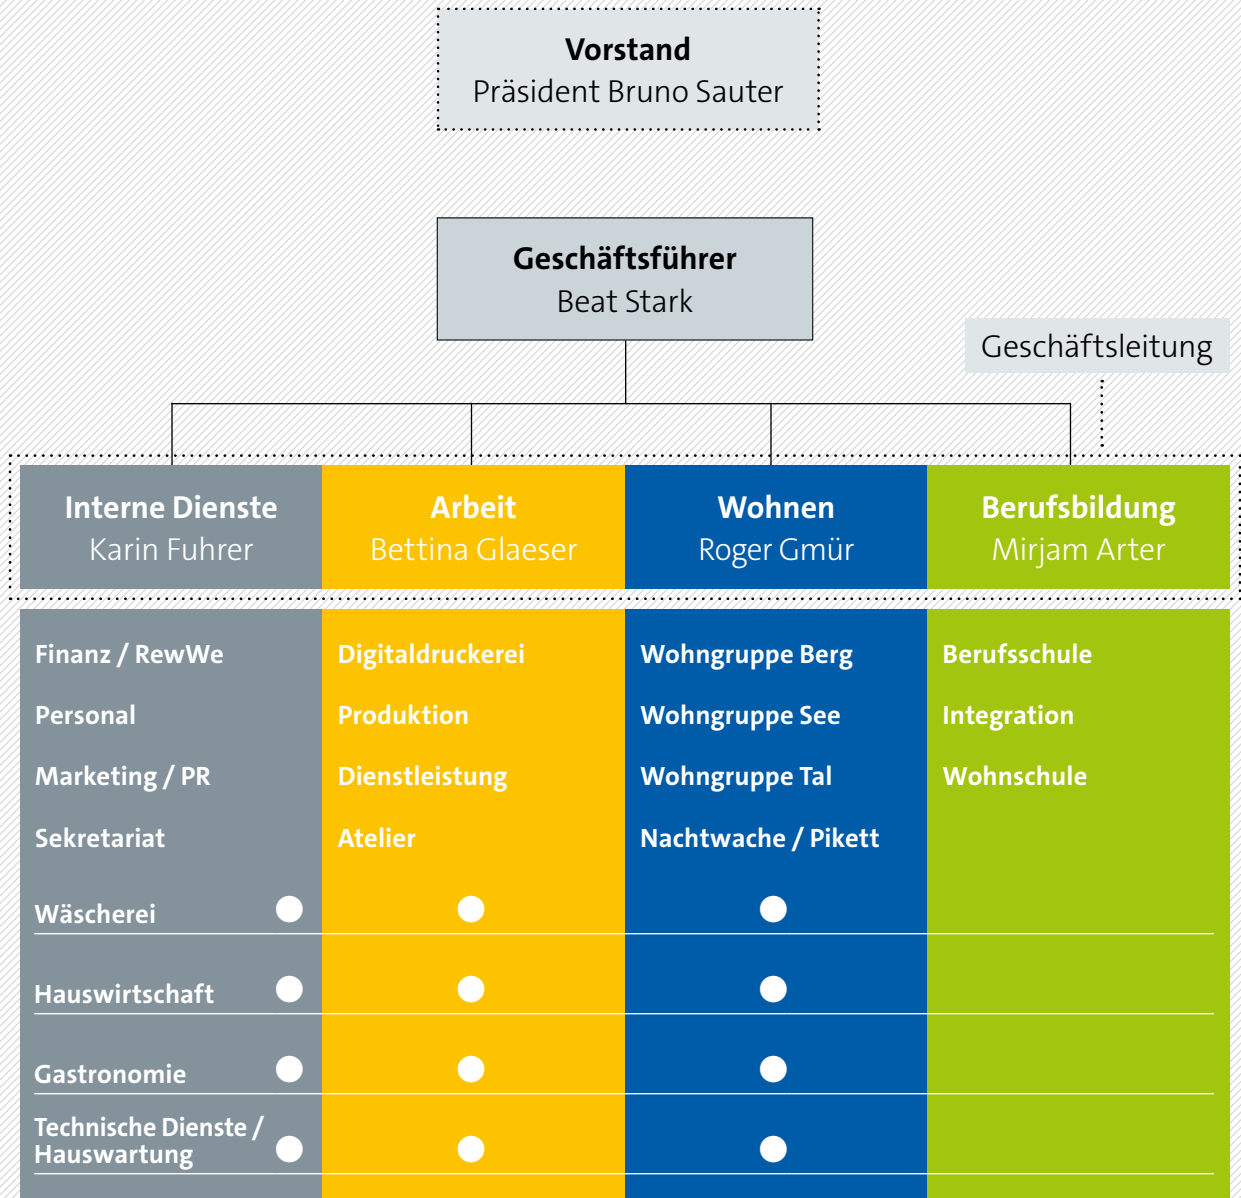 Vorstand
Präsident Bruno Sauter
Geschäftsführer
Beat Stark
Geschäftsleitung
Interne Dienste
Karin Fuhrer
Arbeit
Bettina Glaeser
Wohnen
Roger Gmür
Berufsbildung
Mirjam Arter
Finanz / RewWe
Personal
Marketing / PR
Sekretariat
Digitaldruckerei
Produktion
Dienstleistung
Atelier
Wohngruppe Berg
Wohngruppe See
Wohngruppe Tal
Nachtwache / Pikett
Berufsschule
Integration
Wohnschule
Wäscherei
Hauswirtschaft
Gastronomie
Technische Dienste /
Hauswartung